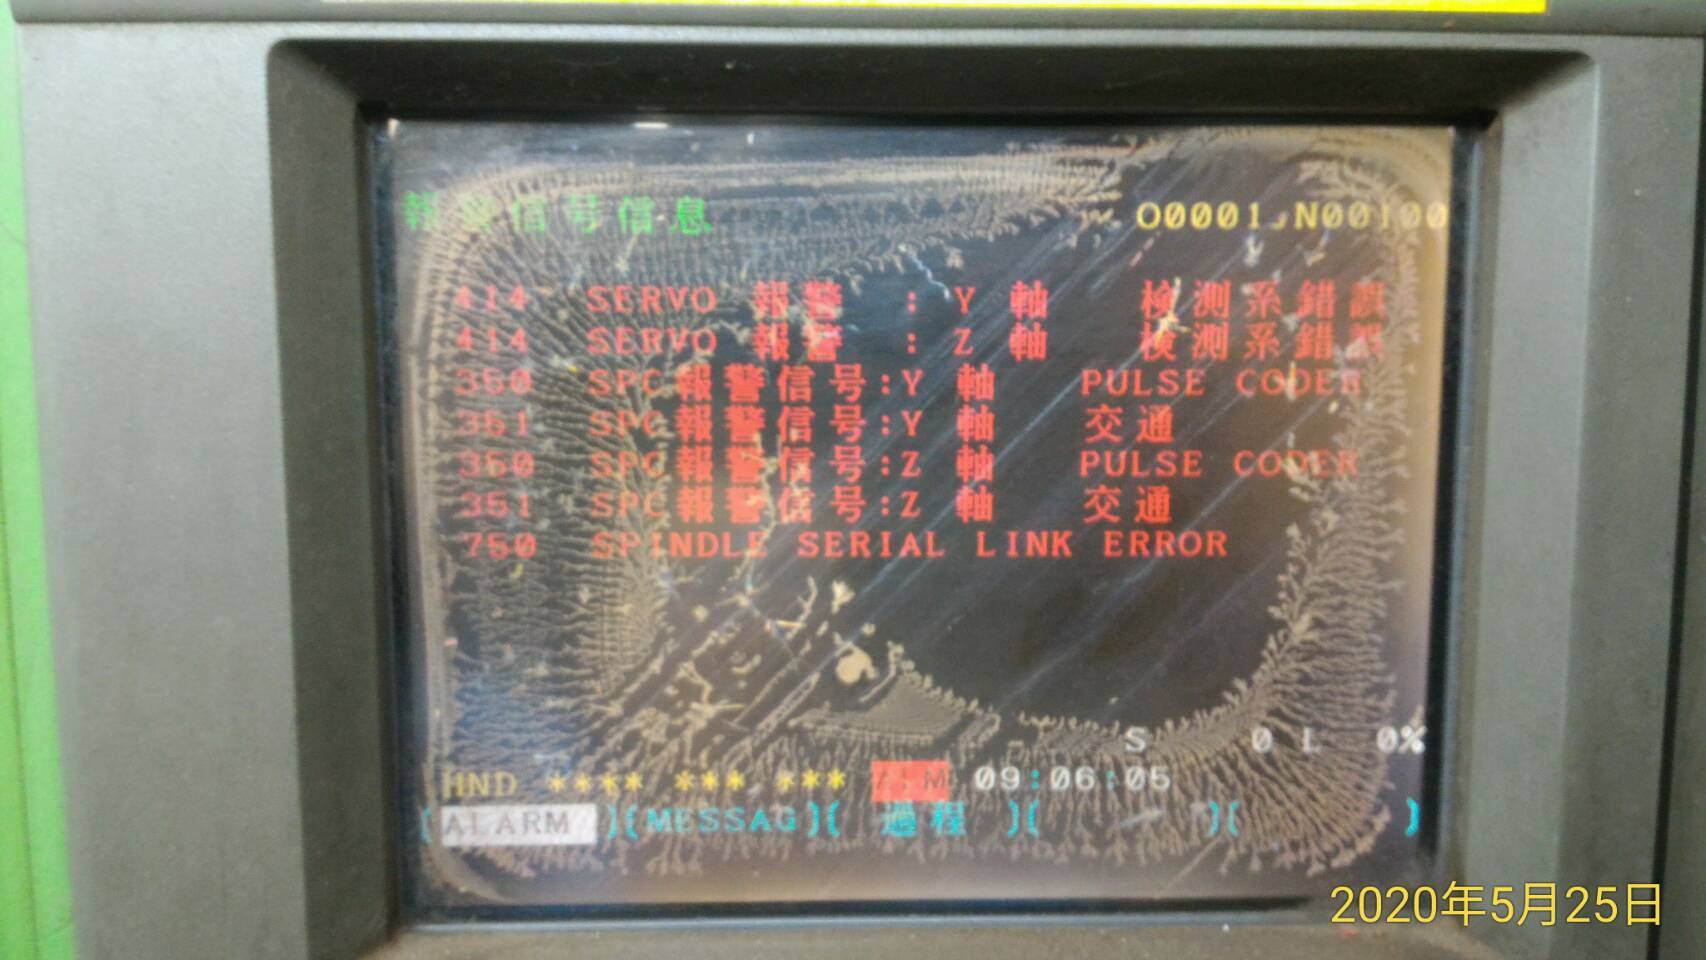 報警信号信息 O0001 N00100
414 SERVO 報警 : Y 軸 検測系錯誤
414 SERVO 報警 : Z 軸 検測系錯誤
350 SPC報警信号:Y 軸 PULSE CODER
351 SPC報警信号:Y 軸 交通
350 SPC報警信号:Z 軸 PULSE CODER
351 SPC報警信号:Z 軸 交通
750 SPINDLE SERIAL LINK ERROR
S 0 L 0%
HND **** *** *** ALM 09:06:05
(ALARM )(MESSAG)( 過程 )( )( )
2020年5月25日